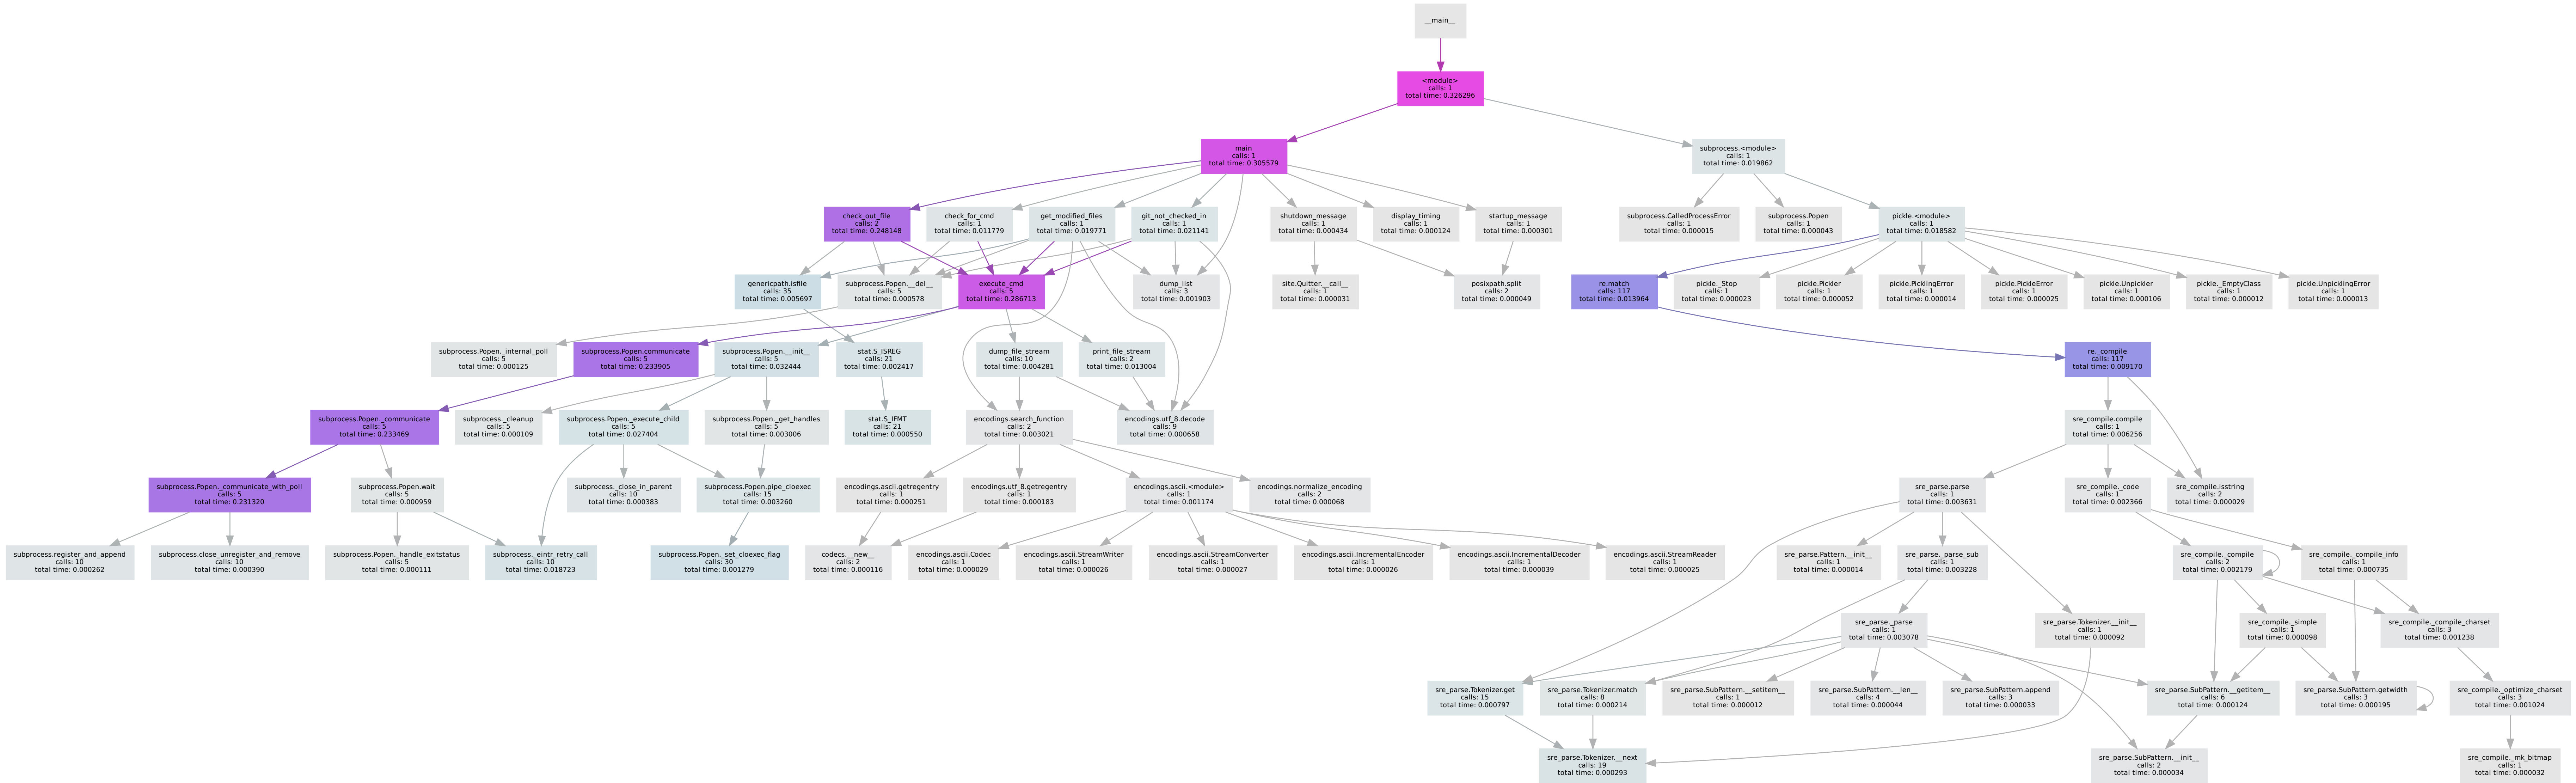 __main__
<module>
calls: 1
total time: 0.326296
main
calls: 1
total time: 0.305579
subprocess.<module>
calls: 1
total time: 0.019862
check_out_file
calls: 2
total time: 0.248148
check_for_cmd
calls: 1
total time: 0.011779
get_modified_files
calls: 1
total time: 0.019771
git_not_checked_in
calls: 1
total time: 0.021141
shutdown_message
calls: 1
total time: 0.000434
display_timing
calls: 1
total time: 0.000124
startup_message
calls: 1
total time: 0.000301
subprocess.CalledProcessError
calls: 1
total time: 0.000015
subprocess.Popen
calls: 1
total time: 0.000043
pickle.<module>
calls: 1
total time: 0.018582
genericpath.isfile
calls: 35
total time: 0.005697
subprocess.Popen.__del__
calls: 5
total time: 0.000578
execute_cmd
calls: 5
total time: 0.286713
dump_list
calls: 3
total time: 0.001903
site.Quitter.__call__
calls: 1
total time: 0.000031
posixpath.split
calls: 2
total time: 0.000049
re.match
calls: 117
total time: 0.013964
pickle._Stop
calls: 1
total time: 0.000023
pickle.Pickler
calls: 1
total time: 0.000052
pickle.PicklingError
calls: 1
total time: 0.000014
pickle.PickleError
calls: 1
total time: 0.000025
pickle.Unpickler
calls: 1
total time: 0.000106
pickle._EmptyClass
calls: 1
total time: 0.000012
pickle.UnpicklingError
calls: 1
total time: 0.000013
subprocess.Popen._internal_poll
calls: 5
total time: 0.000125
subprocess.Popen.communicate
calls: 5
total time: 0.233905
subprocess.Popen.__init__
calls: 5
total time: 0.032444
stat.S_ISREG
calls: 21
total time: 0.002417
dump_file_stream
calls: 10
total time: 0.004281
print_file_stream
calls: 2
total time: 0.013004
re._compile
calls: 117
total time: 0.009170
subprocess.Popen._communicate
calls: 5
total time: 0.233469
subprocess._cleanup
calls: 5
total time: 0.000109
subprocess.Popen._execute_child
calls: 5
total time: 0.027404
subprocess.Popen._get_handles
calls: 5
total time: 0.003006
stat.S_IFMT
calls: 21
total time: 0.000550
encodings.search_function
calls: 2
total time: 0.003021
encodings.utf_8.decode
calls: 9
total time: 0.000658
sre_compile.compile
calls: 1
total time: 0.006256
subprocess.Popen._communicate_with_poll
calls: 5
total time: 0.231320
subprocess.Popen.wait
calls: 5
total time: 0.000959
subprocess._close_in_parent
calls: 10
total time: 0.000383
subprocess.Popen.pipe_cloexec
calls: 15
total time: 0.003260
encodings.ascii.getregentry
calls: 1
total time: 0.000251
encodings.utf_8.getregentry
calls: 1
total time: 0.000183
encodings.ascii.<module>
calls: 1
total time: 0.001174
encodings.normalize_encoding
calls: 2
total time: 0.000068
sre_parse.parse
calls: 1
total time: 0.003631
sre_compile._code
calls: 1
total time: 0.002366
sre_compile.isstring
calls: 2
total time: 0.000029
subprocess.register_and_append
calls: 10
total time: 0.000262
subprocess.close_unregister_and_remove
calls: 10
total time: 0.000390
subprocess.Popen._handle_exitstatus
calls: 5
total time: 0.000111
subprocess._eintr_retry_call
calls: 10
total time: 0.018723
subprocess.Popen._set_cloexec_flag
calls: 30
total time: 0.001279
codecs.__new__
calls: 2
total time: 0.000116
encodings.ascii.Codec
calls: 1
total time: 0.000029
encodings.ascii.StreamWriter
calls: 1
total time: 0.000026
encodings.ascii.StreamConverter
calls: 1
total time: 0.000027
encodings.ascii.IncrementalEncoder
calls: 1
total time: 0.000026
encodings.ascii.IncrementalDecoder
calls: 1
total time: 0.000039
encodings.ascii.StreamReader
calls: 1
total time: 0.000025
sre_parse.Pattern.__init__
calls: 1
total time: 0.000014
sre_parse._parse_sub
calls: 1
total time: 0.003228
sre_compile._compile
calls: 2
total time: 0.002179
sre_compile._compile_info
calls: 1
total time: 0.000735
sre_parse._parse
calls: 1
total time: 0.003078
sre_parse.Tokenizer.__init__
calls: 1
total time: 0.000092
sre_compile._simple
calls: 1
total time: 0.000098
sre_compile._compile_charset
calls: 3
total time: 0.001238
sre_parse.Tokenizer.get
calls: 15
total time: 0.000797
sre_parse.Tokenizer.match
calls: 8
total time: 0.000214
sre_parse.SubPattern.__setitem__
calls: 1
total time: 0.000012
sre_parse.SubPattern.__len__
calls: 4
total time: 0.000044
sre_parse.SubPattern.append
calls: 3
total time: 0.000033
sre_parse.SubPattern.__getitem__
calls: 6
total time: 0.000124
sre_parse.SubPattern.getwidth
calls: 3
total time: 0.000195
sre_compile._optimize_charset
calls: 3
total time: 0.001024
sre_parse.Tokenizer.__next
calls: 19
total time: 0.000293
sre_parse.SubPattern.__init__
calls: 2
total time: 0.000034
sre_compile._mk_bitmap
calls: 1
total time: 0.000032